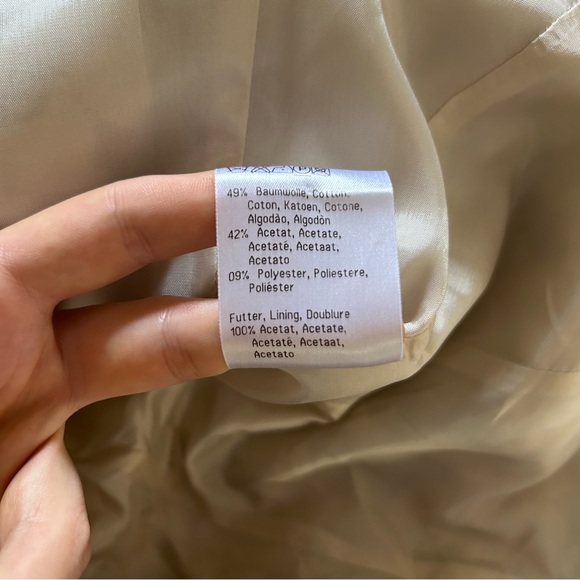 49% Baumwolle, Cotton,
Coton, Katoen, Cotone,
Algodão, Algodón
42% Acetat, Acetate,
Acetaté, Acetaat,
Acetato
09% Polyester, Poliestere,
Poliéster
Futter, Lining, Doublure
100% Acetat, Acetate,
Acetaté, Acetaat,
Acetato